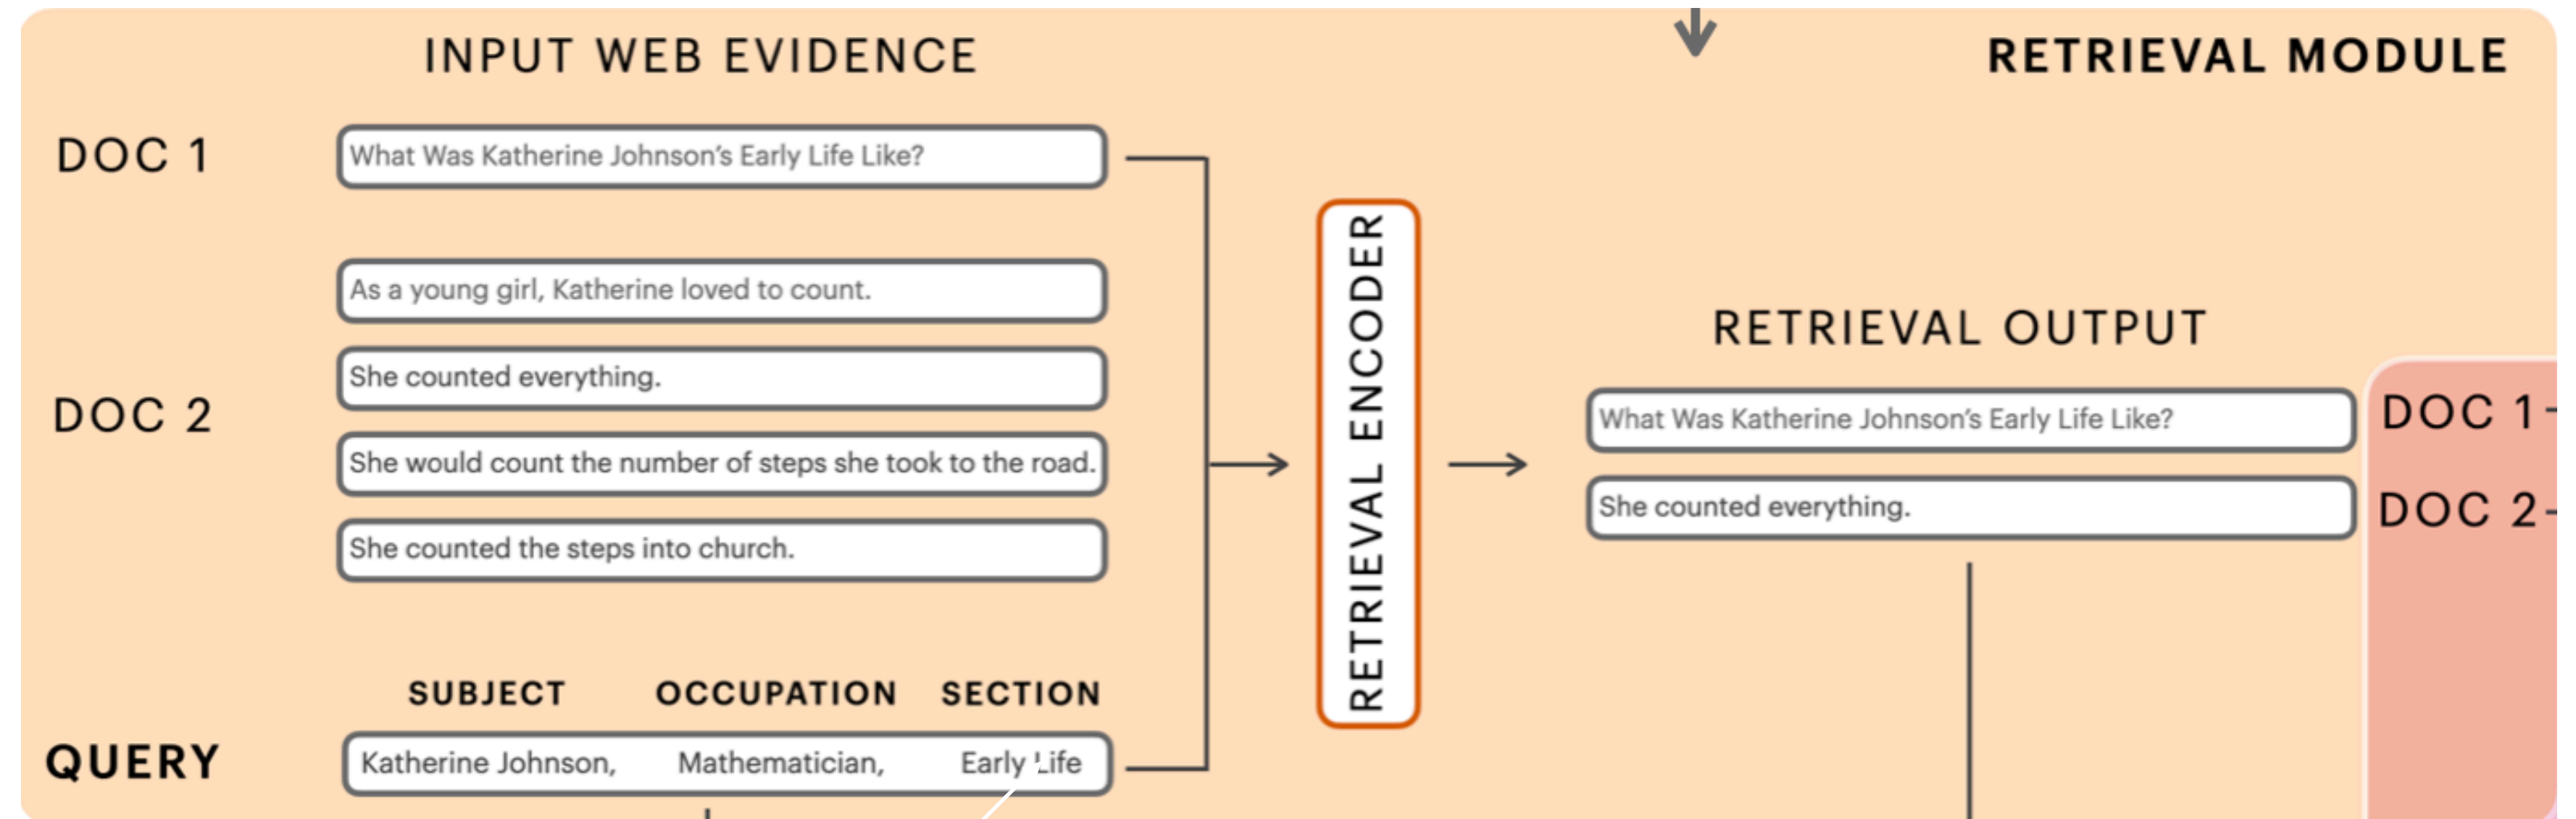 INPUT WEB EVIDENCE
RETRIEVAL MODULE
DOC 1
What Was Katherine Johnson's Early Life Like?
As a young girl, Katherine loved to count.
She counted everything.
DOC 2
She would count the number of steps she took to the road.
She counted the steps into church.
SUBJECT OCCUPATION SECTION
QUERY
Katherine Johnson, Mathematician, Early Life
RETRIEVAL ENCODER
RETRIEVAL OUTPUT
What Was Katherine Johnson's Early Life Like?
DOC 1
She counted everything.
DOC 2